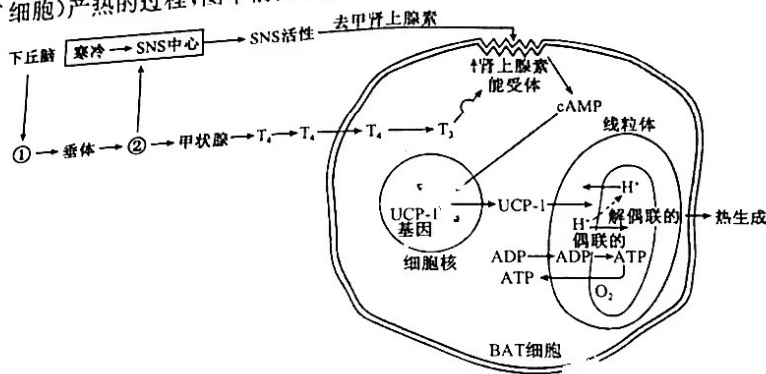 细胞)产热的过程,图中
去甲肾上腺素
下丘脑 寒冷→SNS中心→SNS活性
↑肾上腺素
能受体
cAMP
线粒体
①→垂体→②→甲状腺→T₄→T₄→T₄→T₃
H⁺
UCP-1
基因
UCP-1
H⁺
解偶联的
热生成
偶联的
细胞核
ADP→ADP→ATP
ATP
O₂
BAT细胞